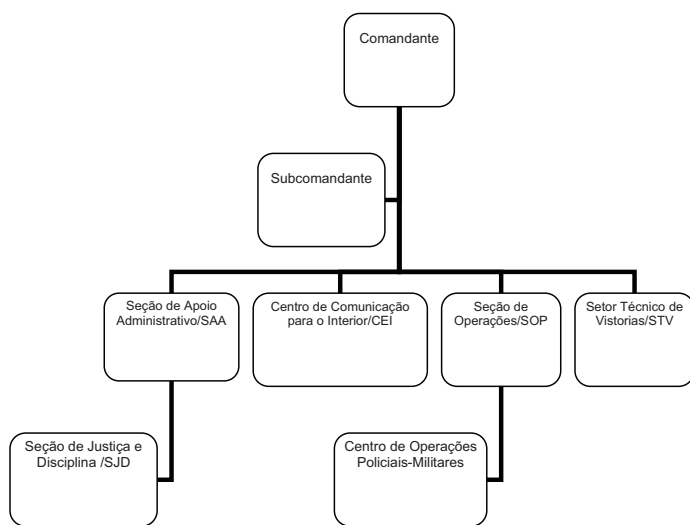 Comandante
Subcomandante
Seção de Apoio
Administrativo/SAA
Centro de Comunicação
para o Interior/CEI
Seção de
Operações/SOP
Setor Técnico de
Vistorias/STV
Seção de Justiça e
Disciplina /SJD
Centro de Operações
Policiais-Militares